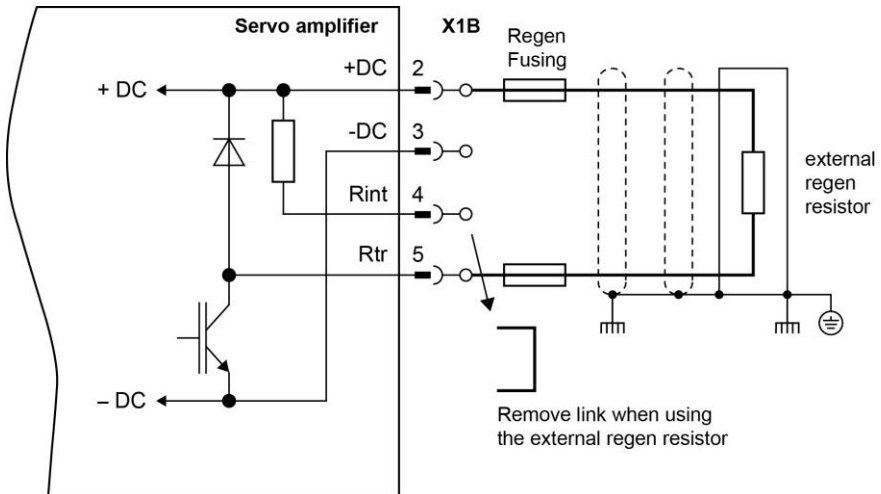 Servo amplifier
X1B
Regen
Fusing
+DC 2
+ DC
-DC 3
Rint 4
external
regen
resistor
Rtr 5
– DC
Remove link when using
the external regen resistor